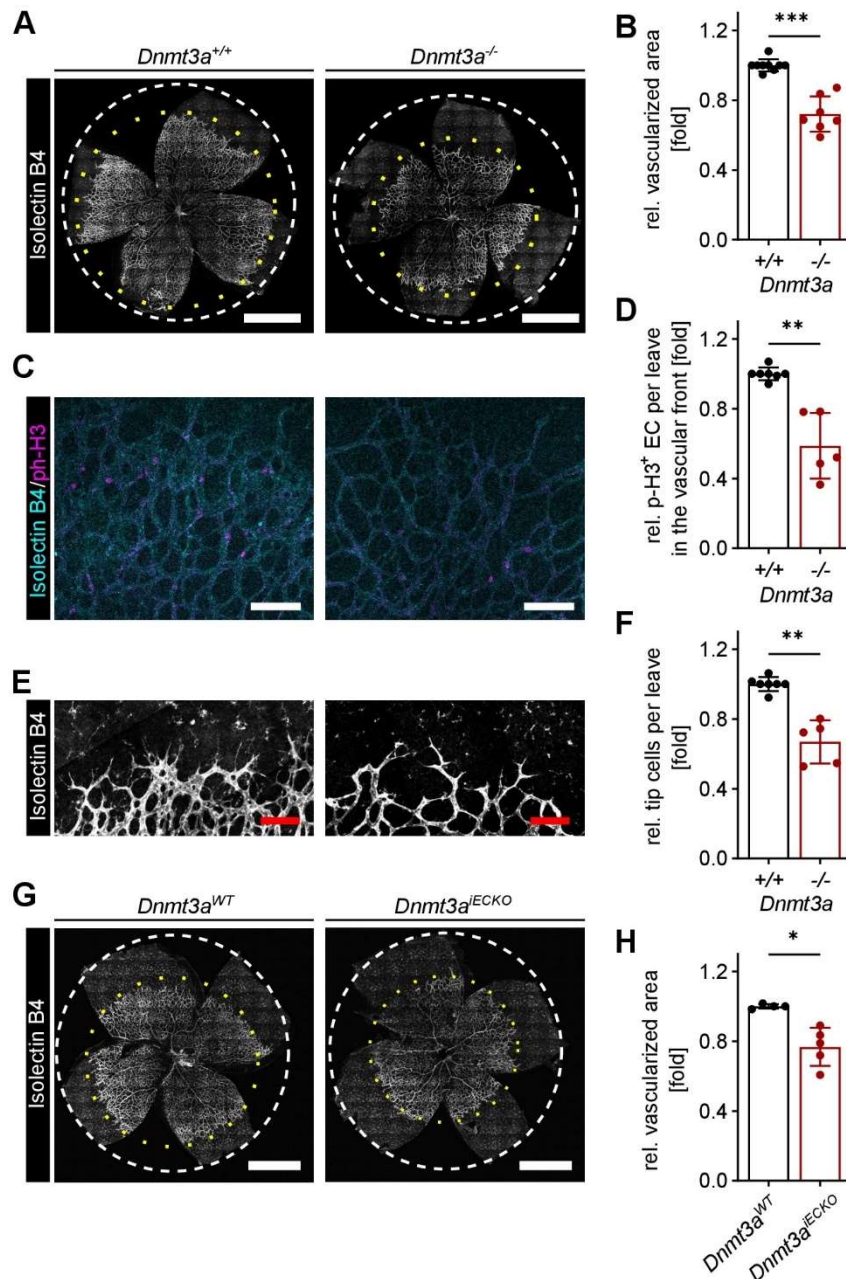 A
Dnmt3a+/+
Dnmt3a-/-
Isolectin B4
B
***
rel. vascularized area
[fold]
1.2
0.8
0.4
0.0
+/+
-/-
Dnmt3a
C
Isolectin B4/ph-H3
D
**
rel. p-H3+ EC per leave
in the vascular front [fold]
1.2
0.8
0.4
0.0
+/+
-/-
Dnmt3a
E
Isolectin B4
F
**
rel. tip cells per leave
[fold]
1.2
0.8
0.4
0.0
+/+
-/-
Dnmt3a
G
Dnmt3aWT
Dnmt3aiECKO
Isolectin B4
H
*
rel. vascularized area
[fold]
1.2
0.8
0.4
0.0
Dnmt3aWT
Dnmt3aiECKO